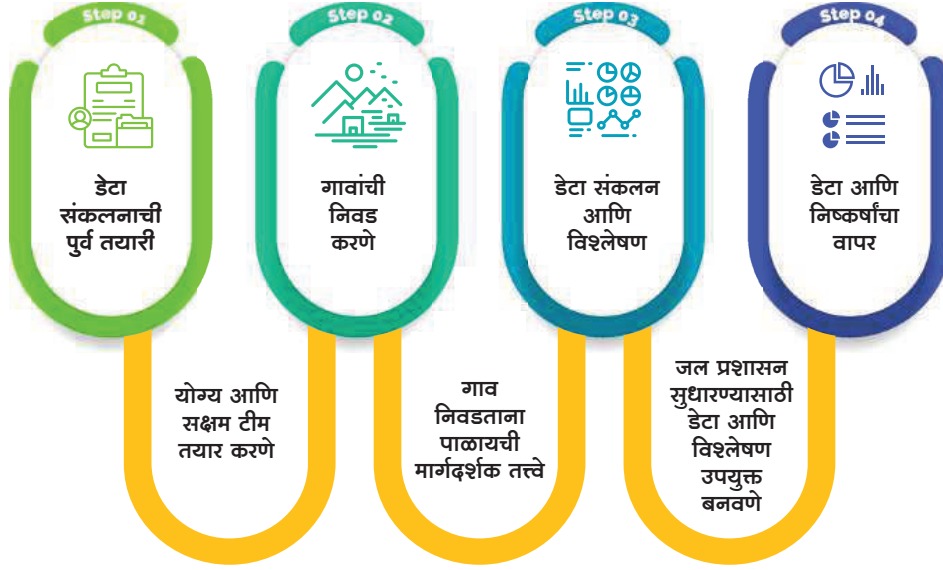 Step 01
डेटा
संकलनाची
पुर्व तयारी
Step 02
गावांची
निवड
करणे
Step 03
डेटा संकलन
आणि
विश्लेषण
Step 04
डेटा आणि
निष्कर्षांचा
वापर
योग्य आणि
सक्षम टीम
तयार करणे
गाव
निवडताना
पाळायची
मार्गदर्शक तत्त्वे
जल प्रशासन
सुधारण्यासाठी
डेटा आणि
विश्लेषण
उपयुक्त
बनवणे